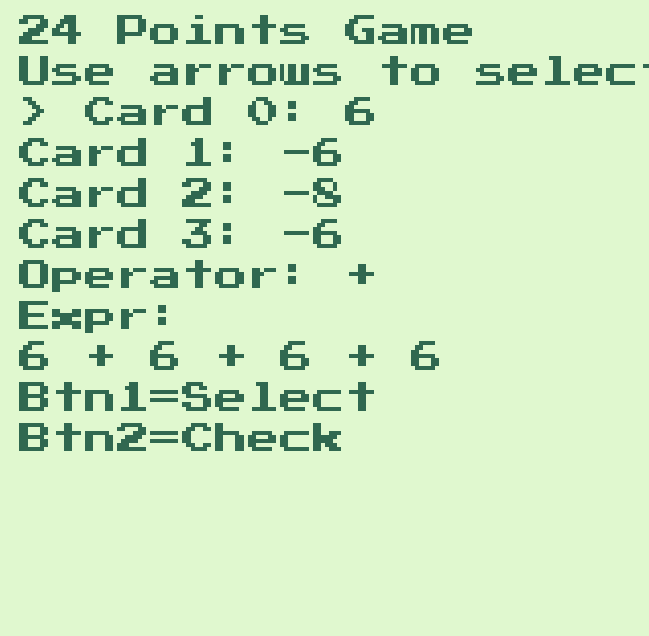 24 Points Game
Use arrows to select
> Card 0: 6
Card 1: -6
Card 2: -8
Card 3: -6
Operator: +
Expr:
6 + 6 + 6 + 6
Btn1=Select
Btn2=Check